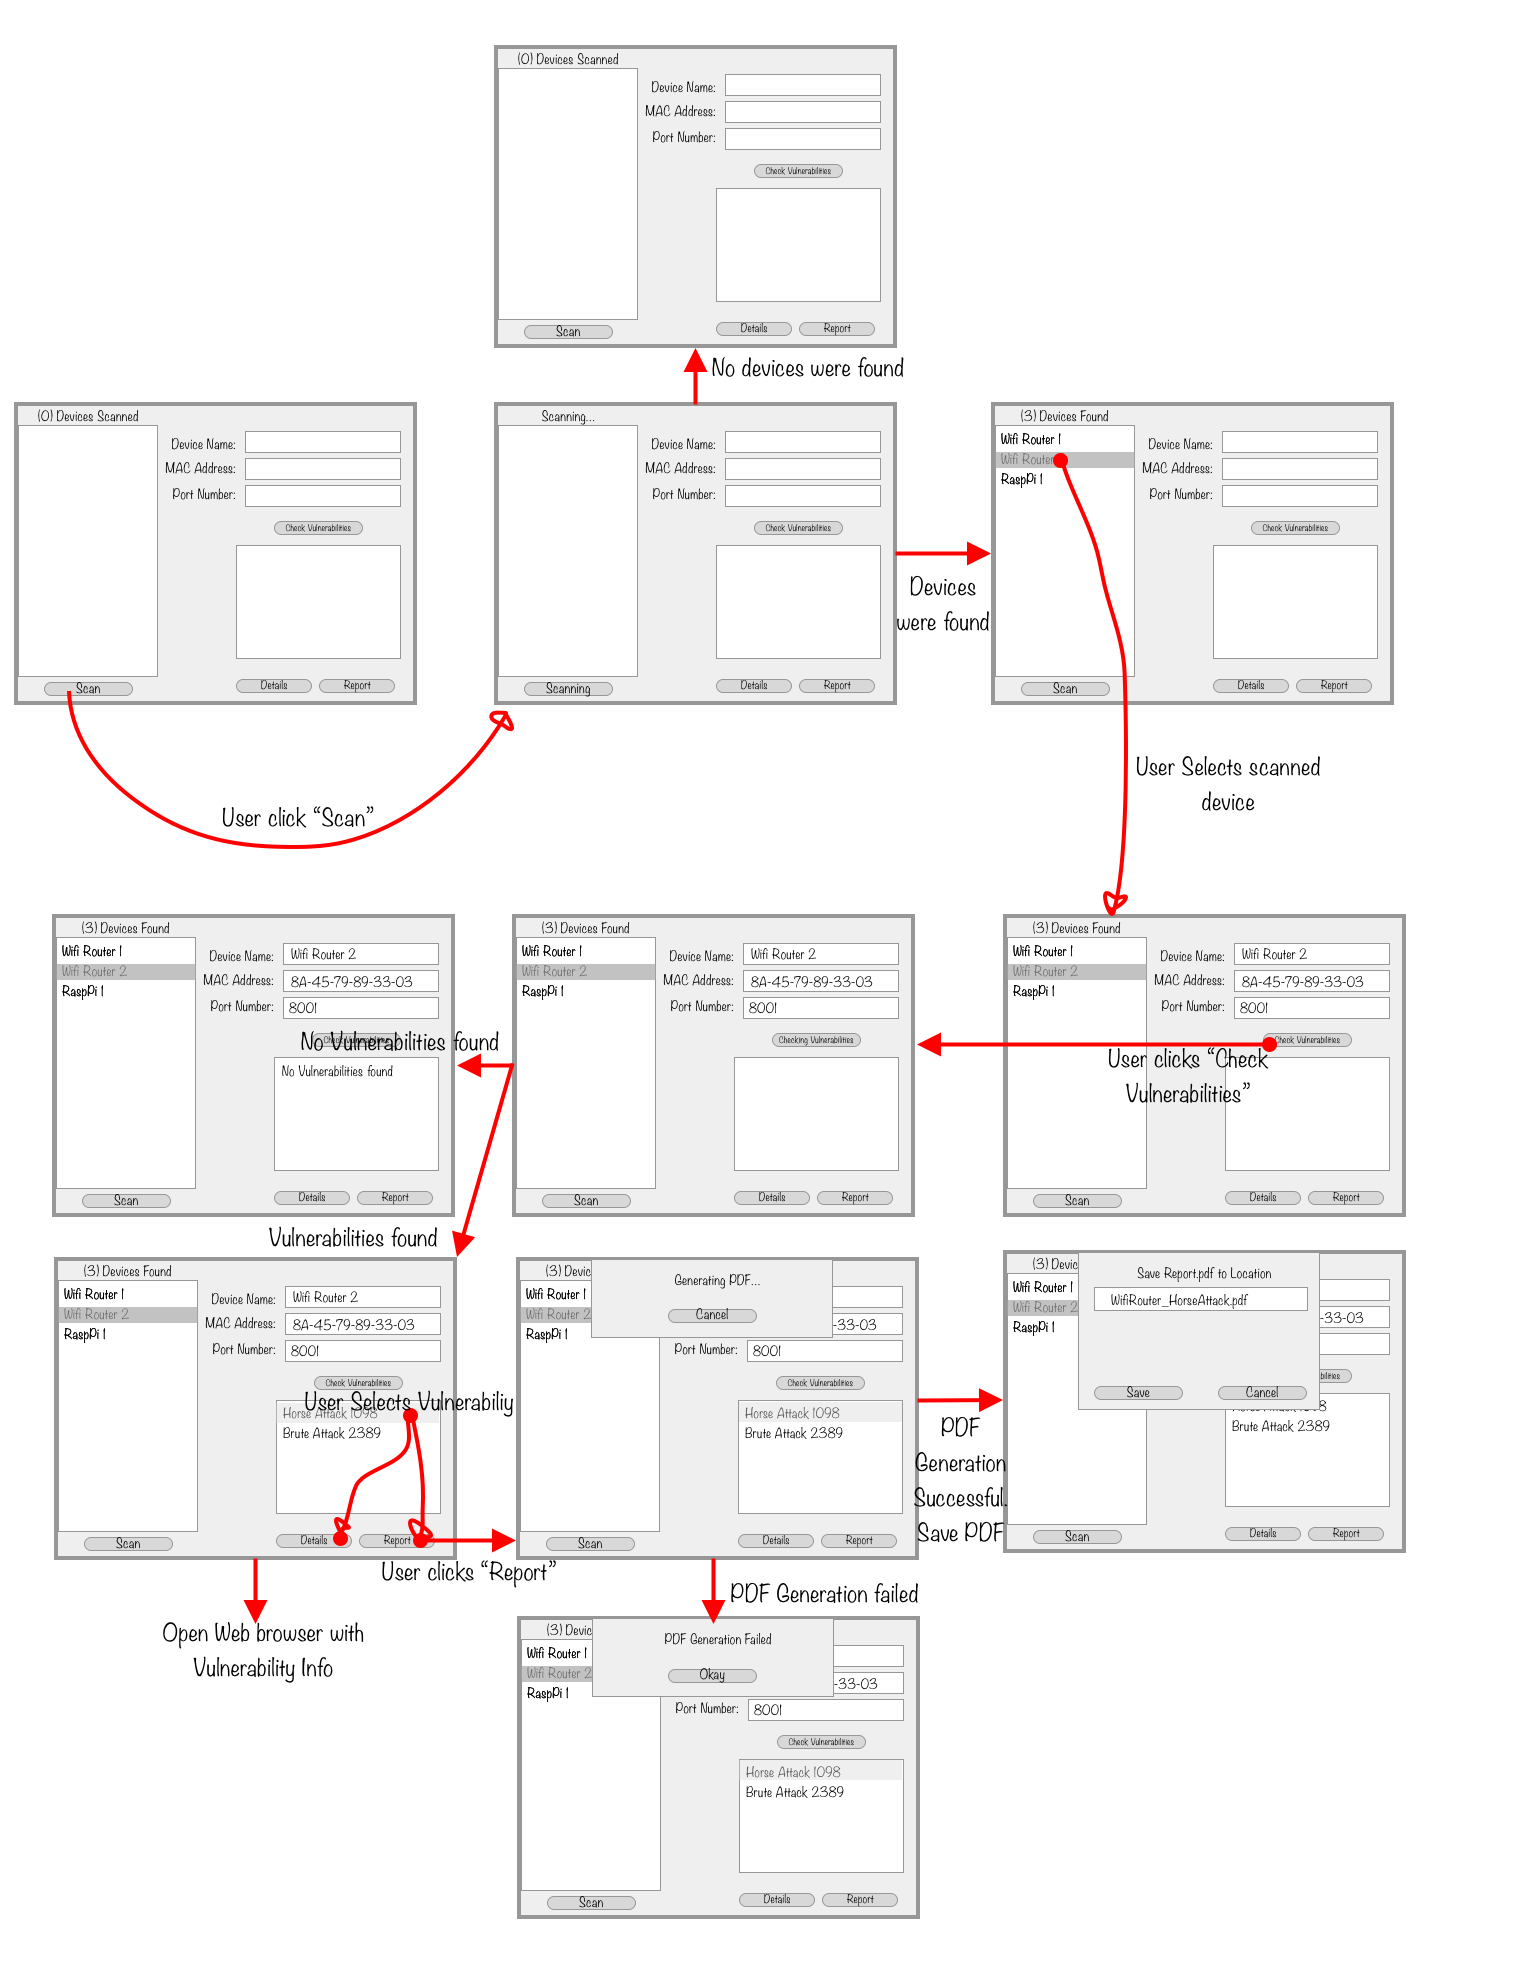 (0) Devices Scanned
Device Name:
MAC Address:
Port Number:
Check Vulnerabilities
Scan
Details
Report
No devices were found
(0) Devices Scanned
Device Name:
MAC Address:
Port Number:
Check Vulnerabilities
Scan
Details
Report
User click “Scan”
Scanning...
Device Name:
MAC Address:
Port Number:
Check Vulnerabilities
Scanning
Details
Report
Devices
were found
(3) Devices Found
Wifi Router 1
Wifi Router
RaspPi 1
Device Name:
MAC Address:
Port Number:
Check Vulnerabilities
Scan
Details
Report
User Selects scanned
device
(3) Devices Found
Wifi Router 1
Wifi Router 2
RaspPi 1
Device Name: Wifi Router 2
MAC Address: 8A-45-79-89-33-03
Port Number: 8001
Check Vulnerabilities
No Vulnerabilities found
No Vulnerabilities found
Scan
Details
Report
(3) Devices Found
Wifi Router 1
Wifi Router 2
RaspPi 1
Device Name: Wifi Router 2
MAC Address: 8A-45-79-89-33-03
Port Number: 8001
Checking Vulnerabilities
Scan
Details
Report
(3) Devices Found
Wifi Router 1
Wifi Router 2
RaspPi 1
Device Name: Wifi Router 2
MAC Address: 8A-45-79-89-33-03
Port Number: 8001
Check Vulnerabilities
User clicks “Check
Vulnerabilities”
Scan
Details
Report
Vulnerabilities found
(3) Devices Found
Wifi Router 1
Wifi Router 2
RaspPi 1
Device Name: Wifi Router 2
MAC Address: 8A-45-79-89-33-03
Port Number: 8001
Check Vulnerabilities
User Selects Vulnerabiliy
Horse Attack 1098
Brute Attack 2389
Scan
Details
Report
User clicks “Report”
Open Web browser with
Vulnerability Info
(3) Devic
Wifi Router 1
Wifi Router 2
RaspPi 1
Generating PDF...
Cancel
-33-03
Port Number: 8001
Check Vulnerabilities
Horse Attack 1098
Brute Attack 2389
Scan
Details
Report
PDF
Generation
Successful.
Save PDF
(3) Devic
Wifi Router 1
Wifi Router 2
RaspPi 1
Save Report.pdf to Location
WifiRouter_HorseAttack.pdf
Save
Cancel
-33-03
Brute Attack 2389
Scan
Details
Report
PDF Generation failed
(3) Devic
Wifi Router 1
Wifi Router 2
RaspPi 1
PDF Generation Failed
Okay
-33-03
Port Number: 8001
Check Vulnerabilities
Horse Attack 1098
Brute Attack 2389
Scan
Details
Report